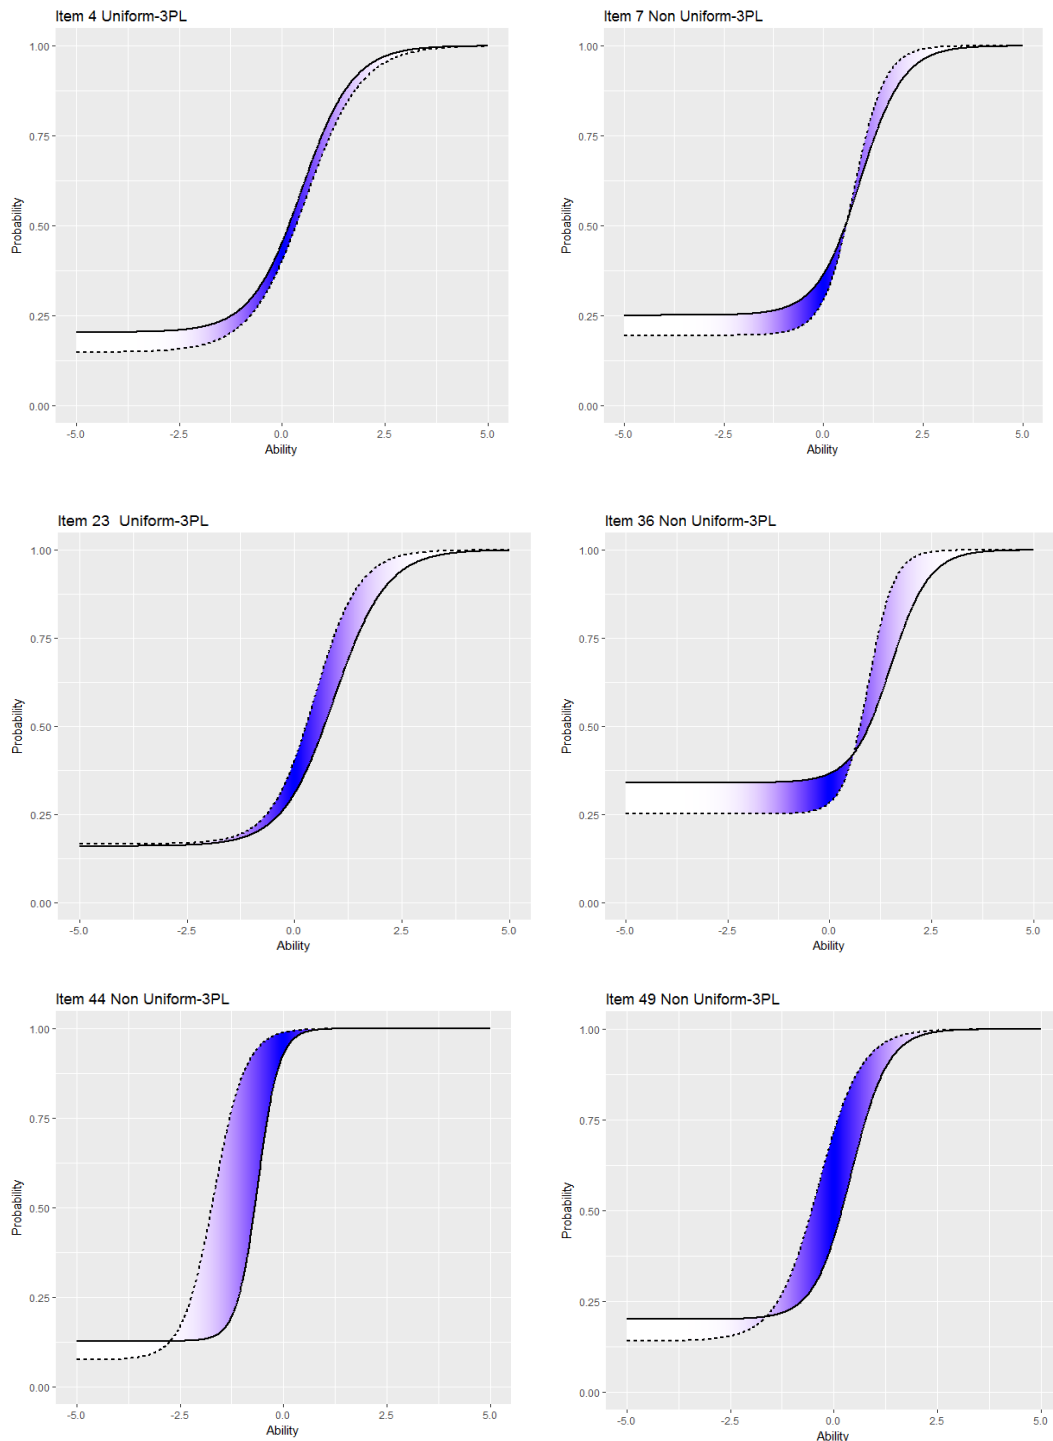 Item 4 Uniform-3PL
1.00
0.75
0.50
0.25
0.00
Probability
-5.0 -2.5 0.0 2.5 5.0
Ability
Item 7 Non Uniform-3PL
1.00
0.75
0.50
0.25
0.00
Probability
-5.0 -2.5 0.0 2.5 5.0
Ability
Item 23 Uniform-3PL
1.00
0.75
0.50
0.25
0.00
Probability
-5.0 -2.5 0.0 2.5 5.0
Ability
Item 36 Non Uniform-3PL
1.00
0.75
0.50
0.25
0.00
Probability
-5.0 -2.5 0.0 2.5 5.0
Ability
Item 44 Non Uniform-3PL
1.00
0.75
0.50
0.25
0.00
Probability
-5.0 -2.5 0.0 2.5 5.0
Ability
Item 49 Non Uniform-3PL
1.00
0.75
0.50
0.25
0.00
Probability
-5.0 -2.5 0.0 2.5 5.0
Ability